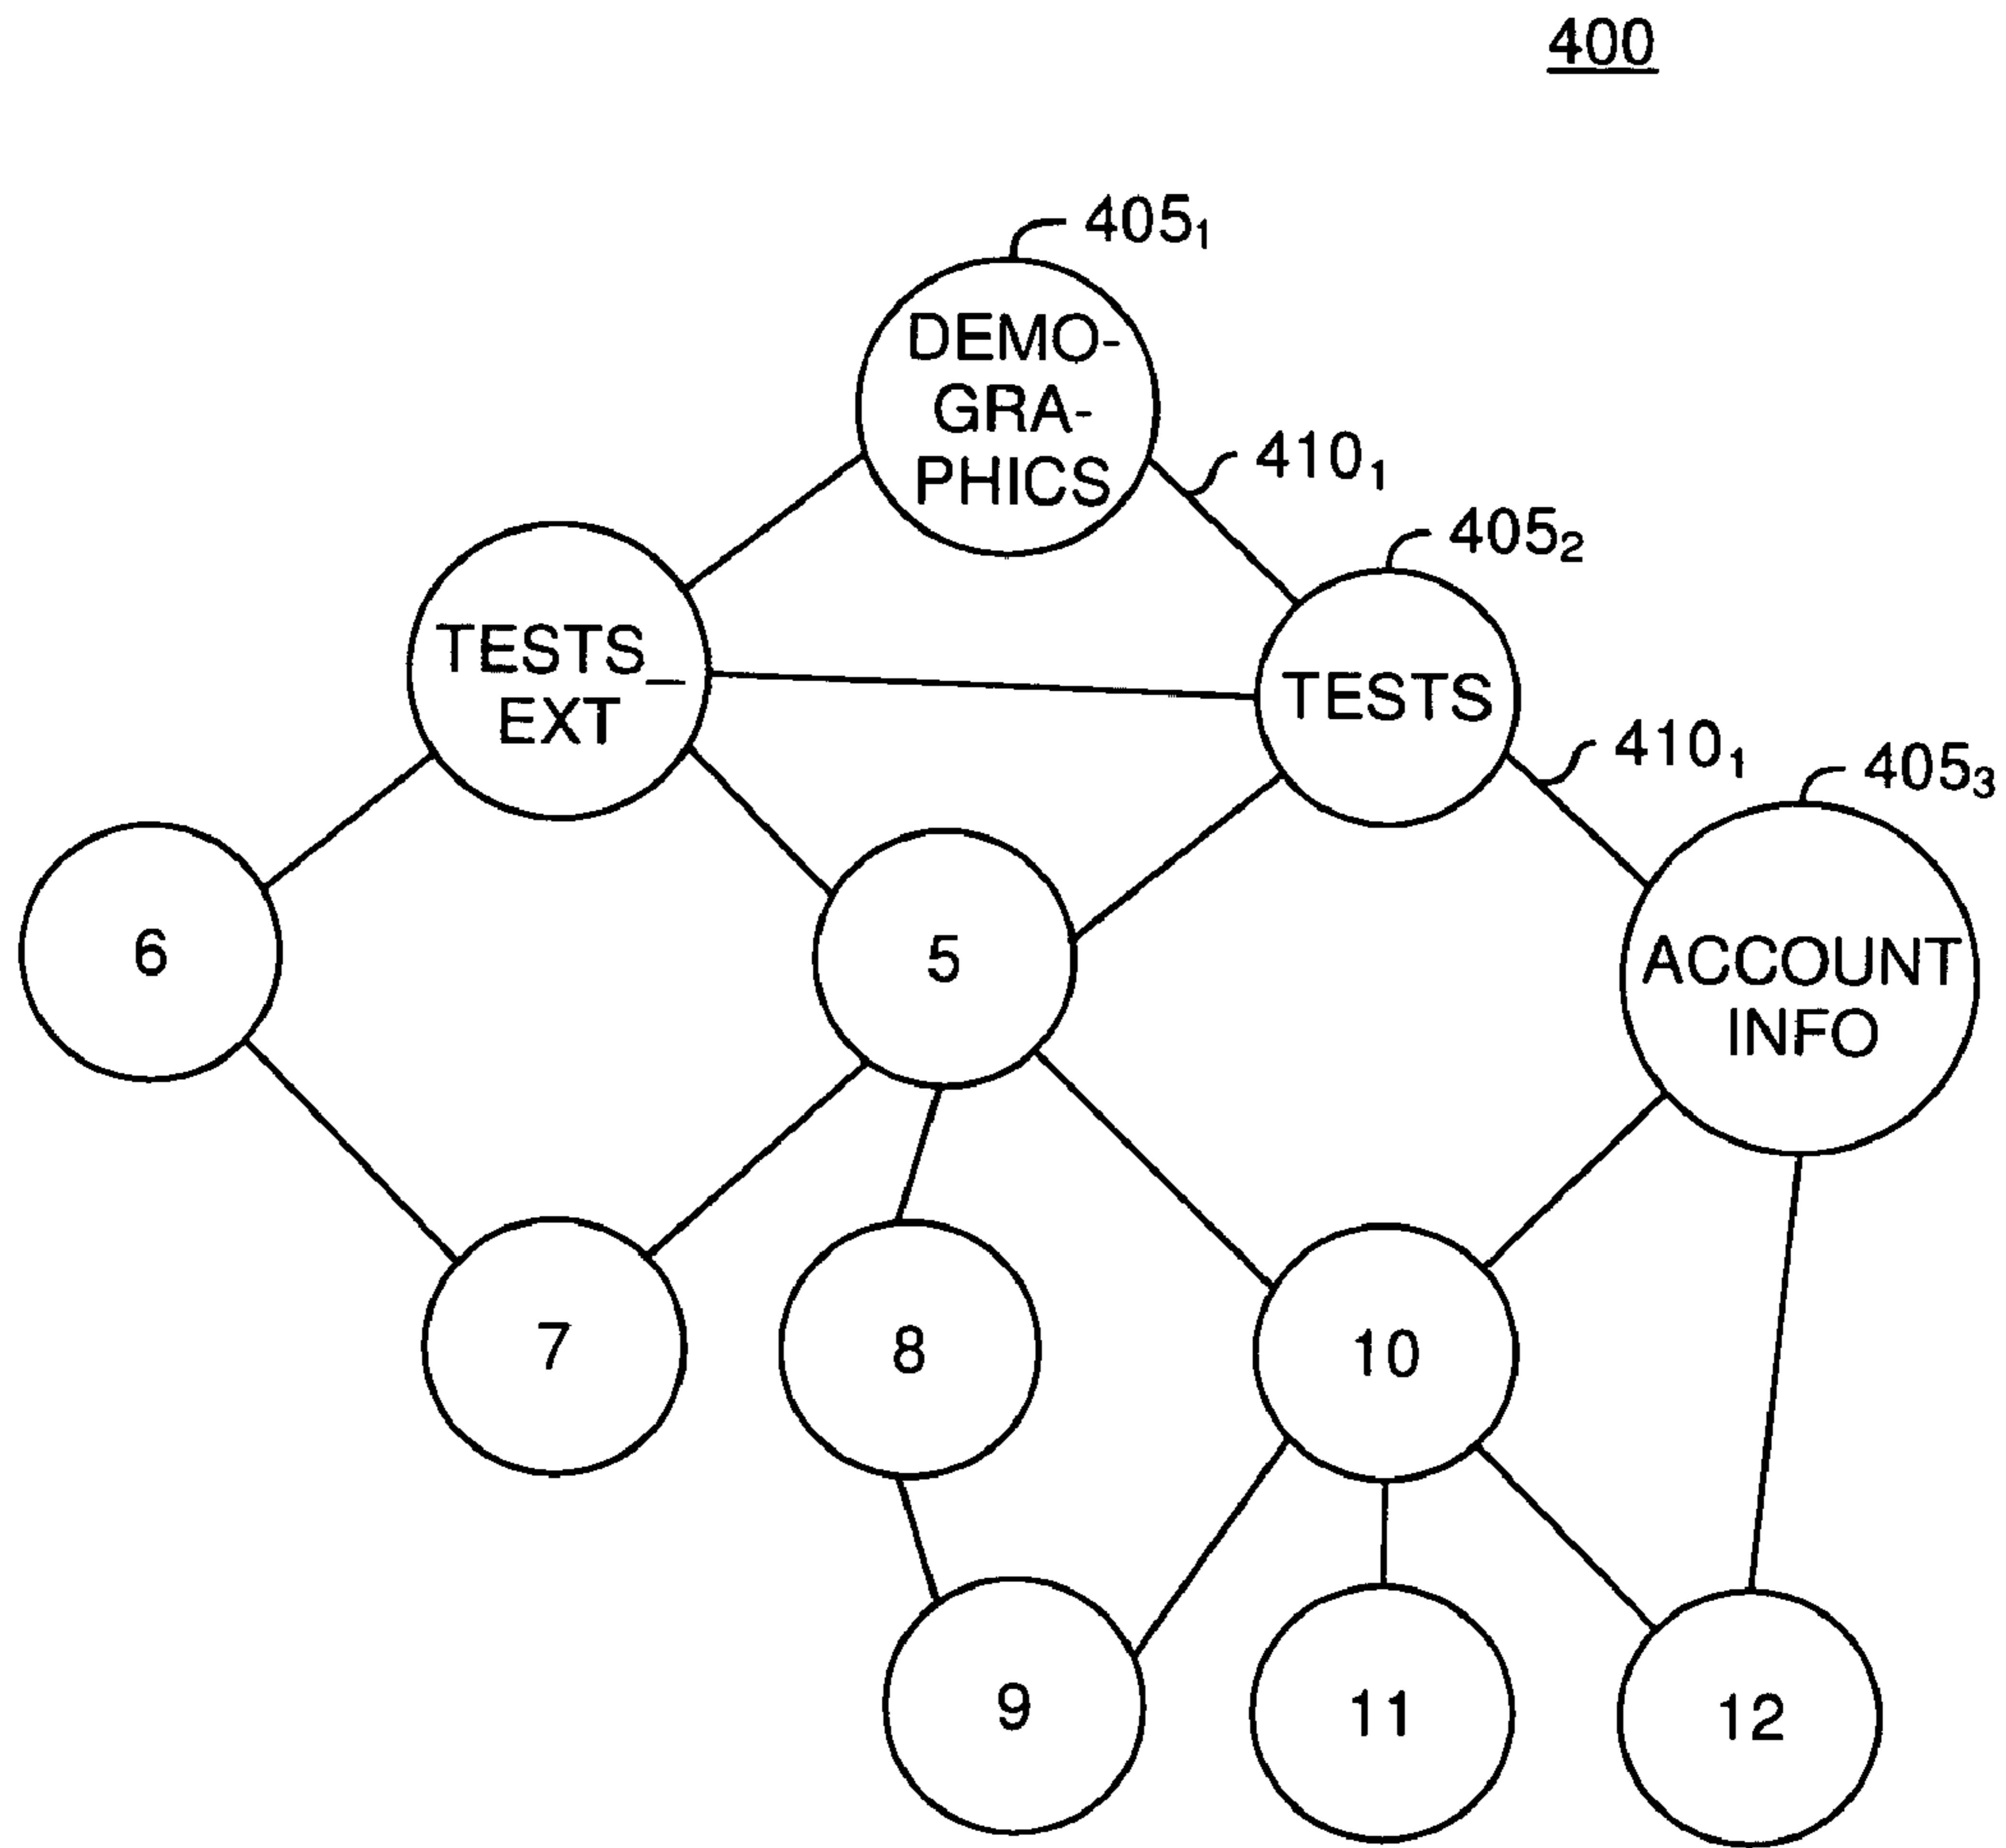 400
405₁
DEMO-
GRA-
PHICS
410₁
405₂
TESTS_
EXT
TESTS
410₁
405₃
6
5
ACCOUNT
INFO
7
8
10
9
11
12